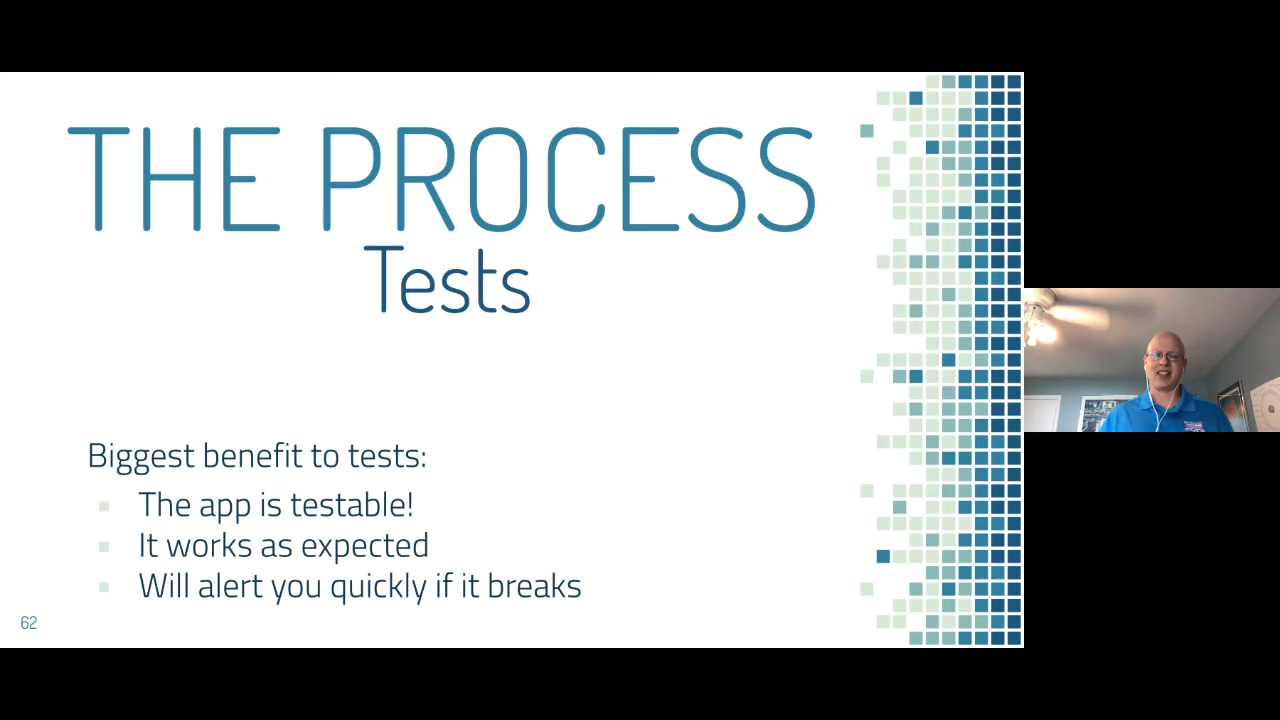 THE PROCESS
Tests
Biggest benefit to tests:
The app is testable!
It works as expected
Will alert you quickly if it breaks
62